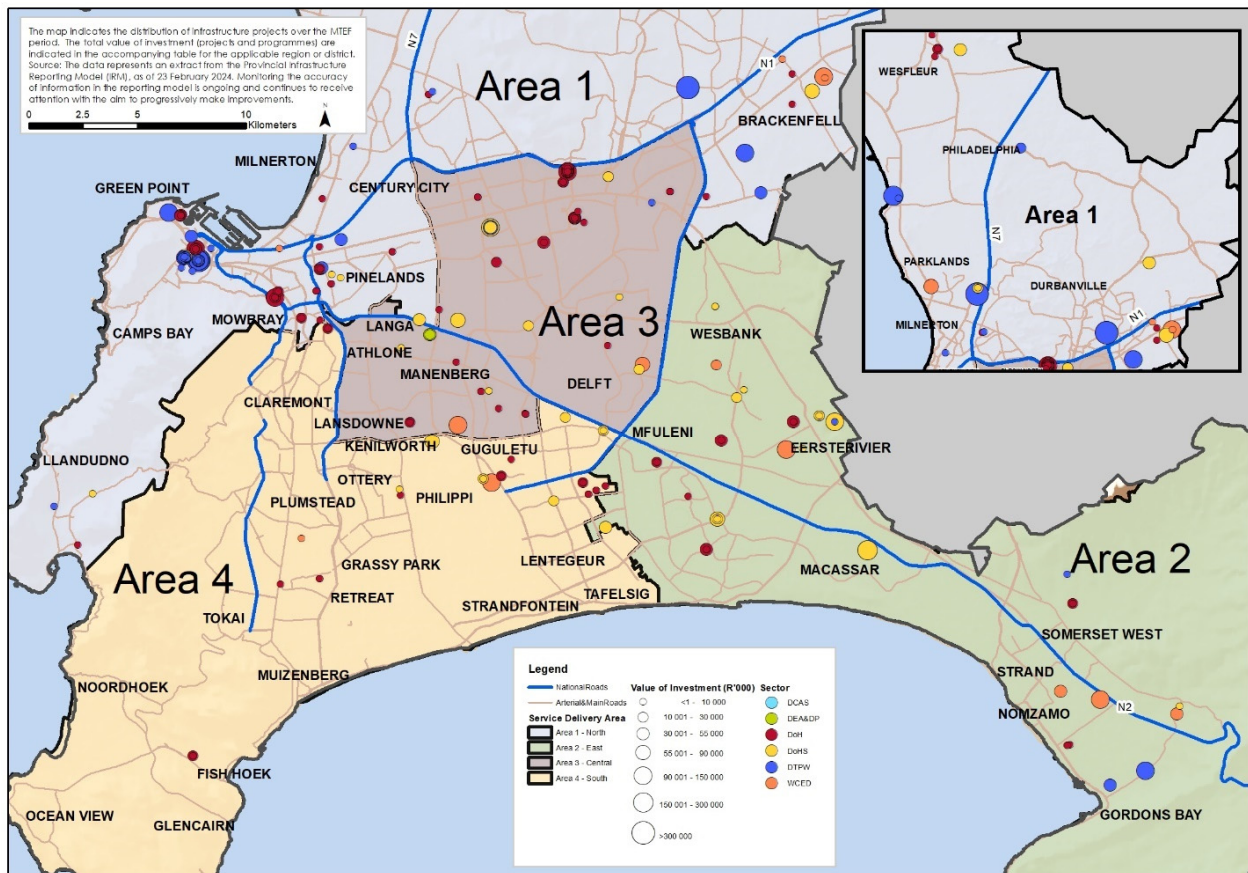 The map indicates the distribution of infrastructure projects over the MTEF
period. The total value of investment (projects and programmes) are
indicated in the accompanying table for the applicable region or district.
Source: The data represents an extract from the Provincial Infrastructure
Reporting Model (IRM), as of 23 February 2024. Monitoring the accuracy
of information in the reporting model is ongoing and continues to receive
attention with the aim to progressively make improvements.
0 2.5 5 10
Kilometers
N
N7
Area 1
N1
BRACKENFELL
MILNERTON
GREEN POINT
CENTURY CITY
PINELANDS
CAMPS BAY
MOWBRAY
LANGA
Area 3
WESBANK
ATHLONE
MANENBERG
DELFT
CLAREMONT
LANSDOWNE
KENILWORTH
MFULENI
EERSTERIVIER
LLANDUDNO
GUGULETU
OTTERY
PHILIPPI
PLUMSTEAD
Area 4
GRASSY PARK
LENTEGEUR
MACASSAR
Area 2
RETREAT
STRANDFONTEIN
TAFELSIG
TOKAI
SOMERSET WEST
MUIZENBERG
STRAND
NOORDHOEK
NOMZAMO
N2
FISH HOEK
OCEAN VIEW
GLENCAIRN
GORDONS BAY
WESFLEUR
PHILADELPHIA
Area 1
N7
PARKLANDS
DURBANVILLE
MILNERTON
N1
Legend
NationalRoads
Arterial&MainRoads
Service Delivery Area
Area 1 - North
Area 2 - East
Area 3 - Central
Area 4 - South
Value of Investment (R'000)
<1 - 10 000
10 001 - 30 000
30 001 - 55 000
55 001 - 90 000
90 001 - 150 000
150 001 - 300 000
>300 000
Sector
DCAS
DEA&DP
DoH
DoHS
DTPW
WCED